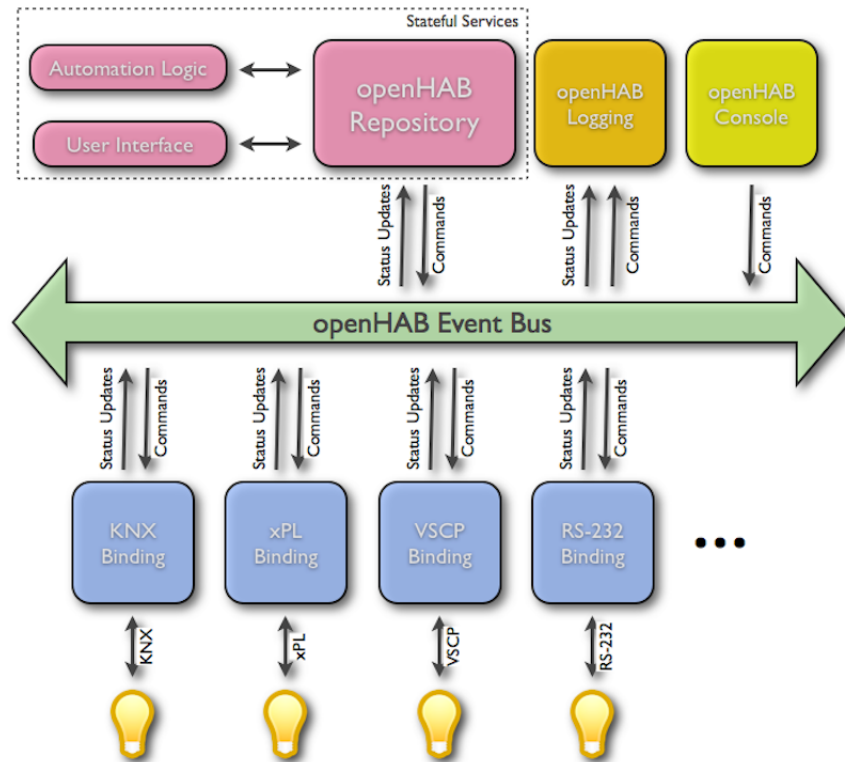 Stateful Services
Automation Logic
User Interface
openHAB
Repository
openHAB
Logging
openHAB
Console
Status Updates
Commands
Status Updates
Commands
Commands
openHAB Event Bus
Status Updates
Commands
Status Updates
Commands
Status Updates
Commands
Status Updates
Commands
KNX
Binding
xPL
Binding
VSCP
Binding
RS-232
Binding
...
KNX
xPL
VSCP
RS-232